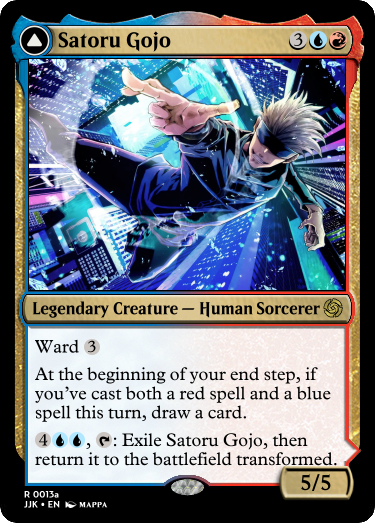 Satoru Gojo 3
Legendary Creature — Human Sorcerer
Ward 3
At the beginning of your end step, if
you've cast both a red spell and a blue
spell this turn, draw a card.
4, : Exile Satoru Gojo, then
return it to the battlefield transformed.
5/5
R 0013a
JJK • EN MAPPA